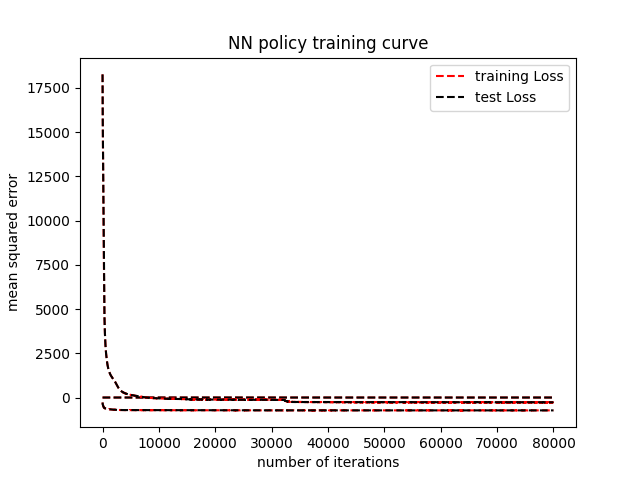 NN policy training curve
training Loss
test Loss
mean squared error
17500
15000
12500
10000
7500
5000
2500
0
0 10000 20000 30000 40000 50000 60000 70000 80000
number of iterations